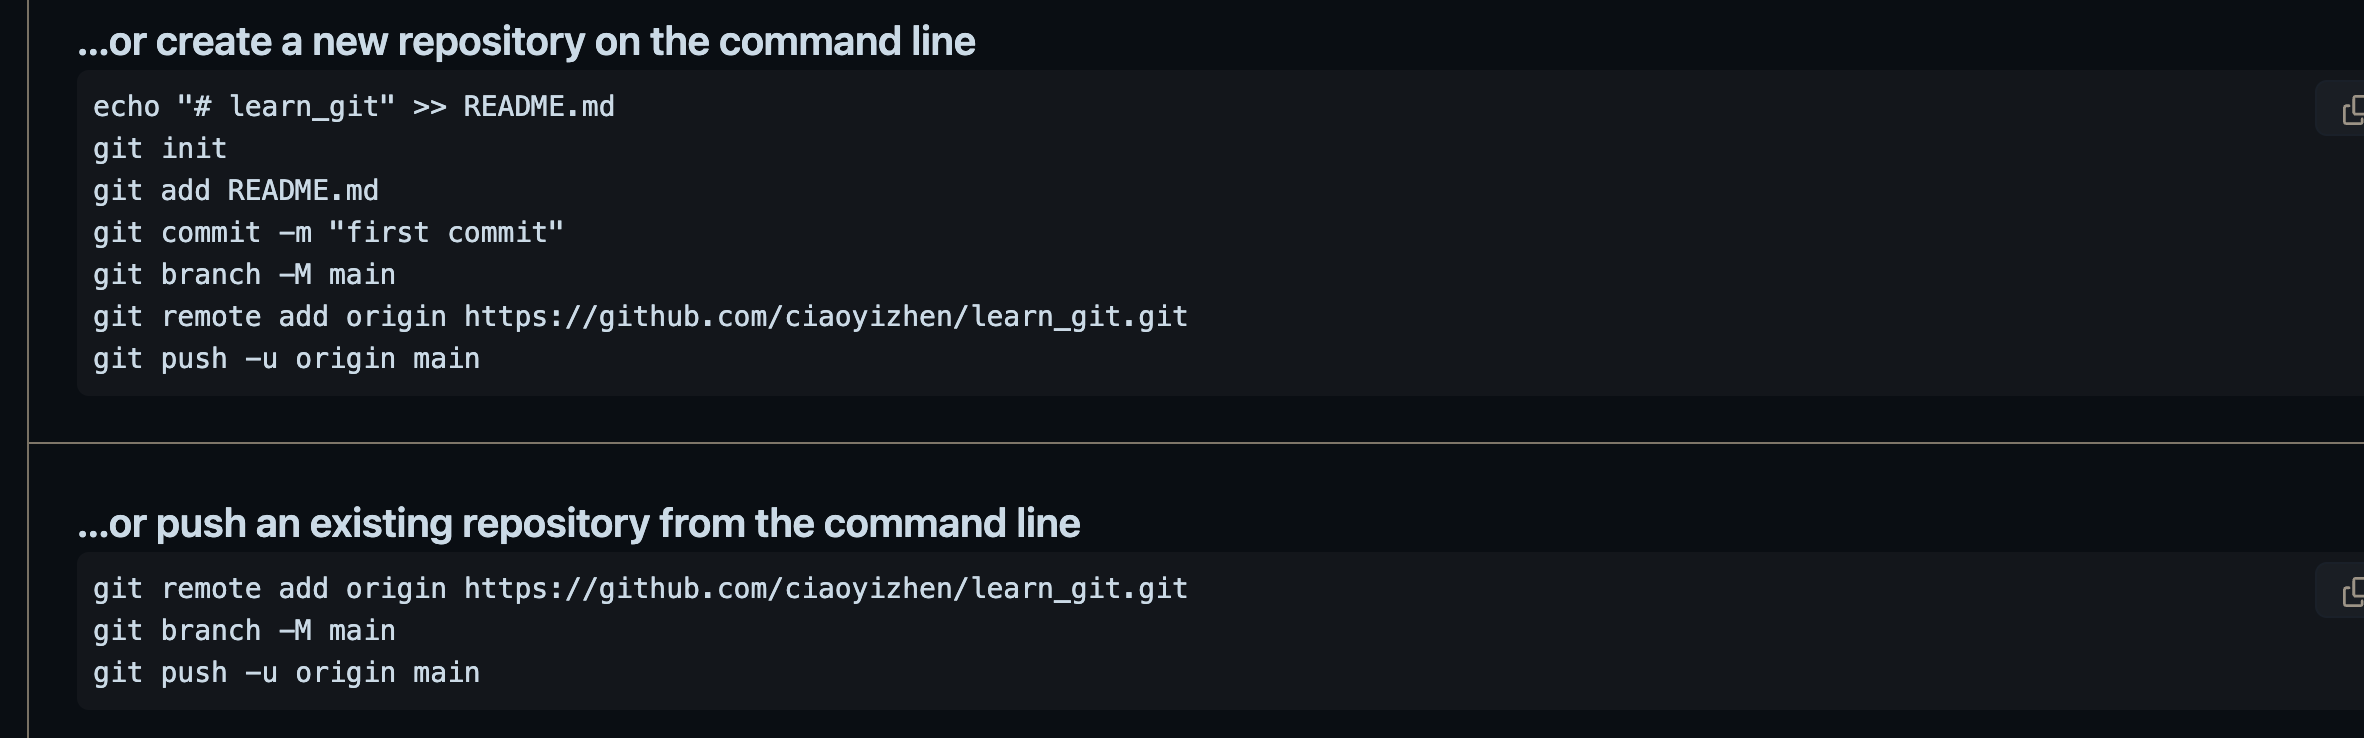 ...or create a new repository on the command line
echo "# learn_git" >> README.md
git init
git add README.md
git commit -m "first commit"
git branch -M main
git remote add origin https://github.com/ciaoyizhen/learn_git.git
git push -u origin main
...or push an existing repository from the command line
git remote add origin https://github.com/ciaoyizhen/learn_git.git
git branch -M main
git push -u origin main